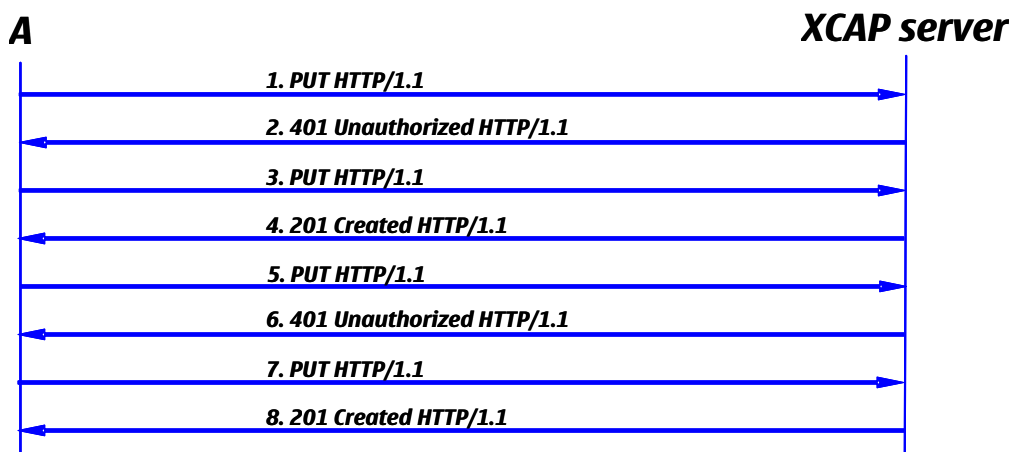 A
XCAP server
1. PUT HTTP/1.1
2. 401 Unauthorized HTTP/1.1
3. PUT HTTP/1.1
4. 201 Created HTTP/1.1
5. PUT HTTP/1.1
6. 401 Unauthorized HTTP/1.1
7. PUT HTTP/1.1
8. 201 Created HTTP/1.1